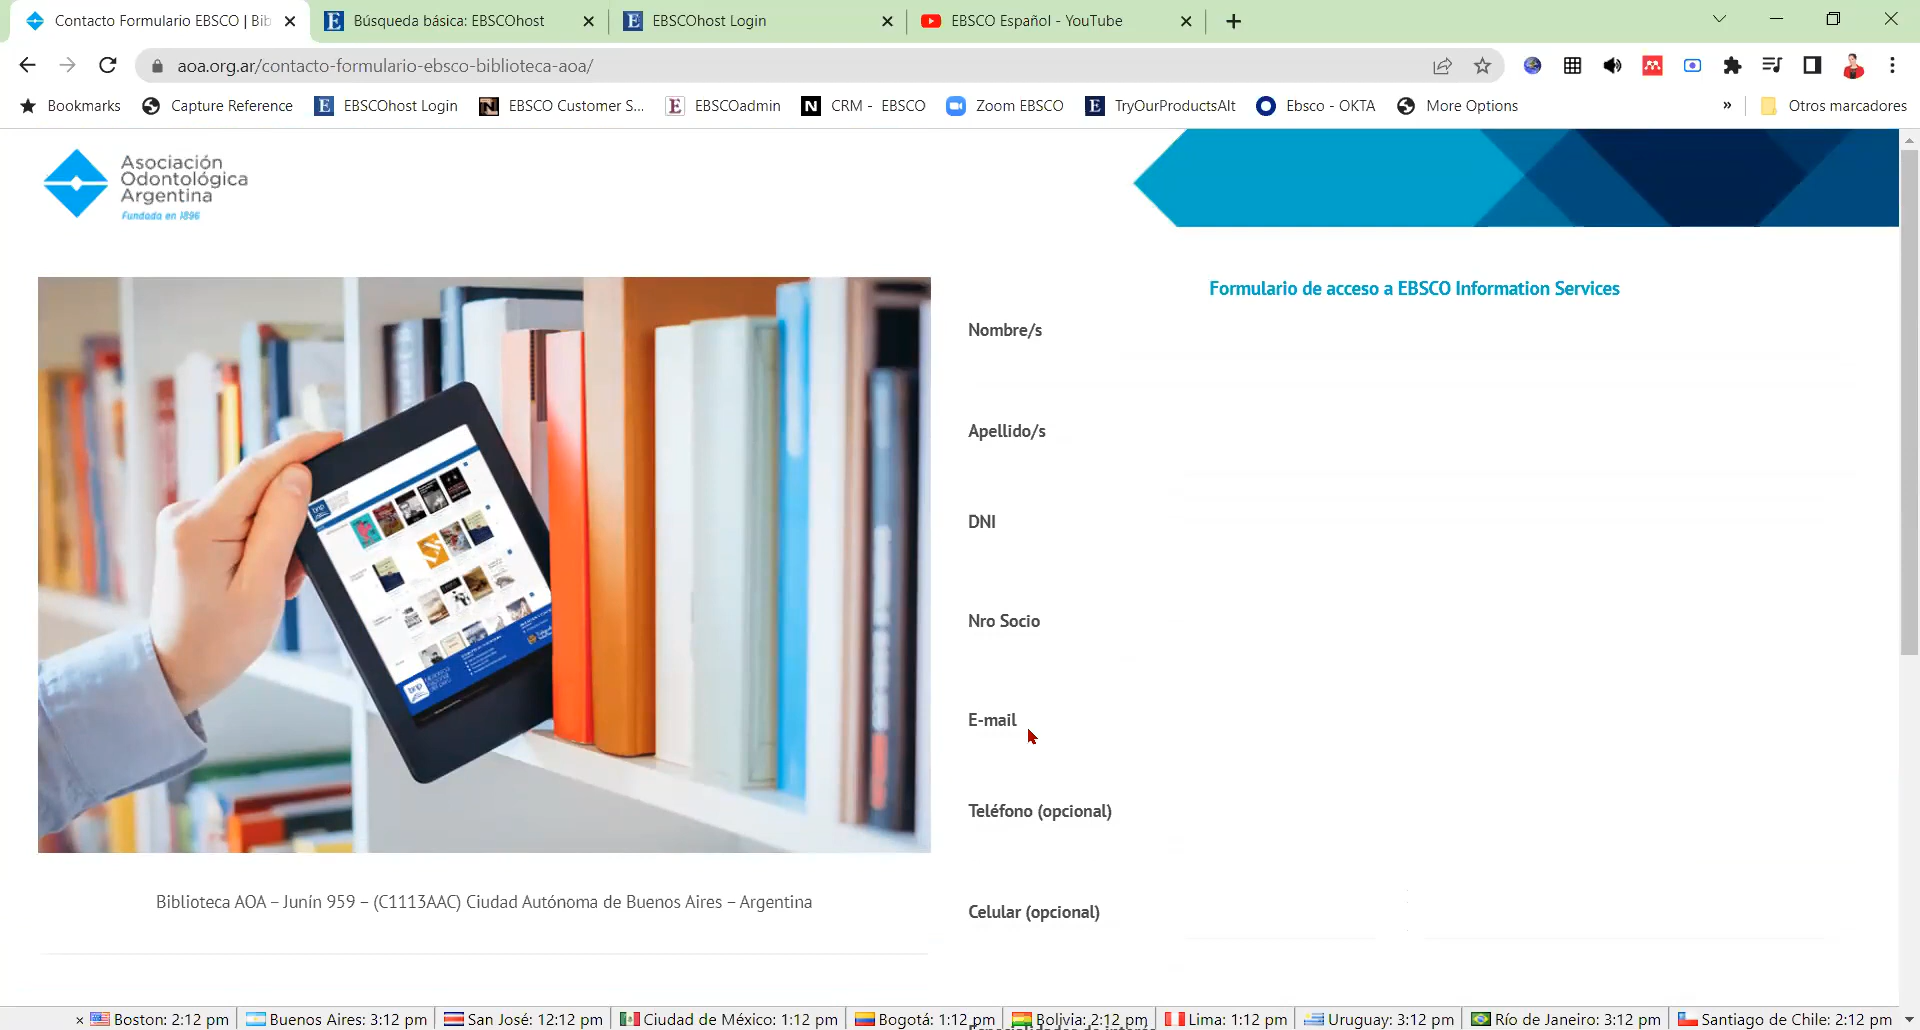 Contacto Formulario EBSCO | Bib
Búsqueda básica: EBSCOhost
EBSCOhost Login
EBSCO Español - YouTube
aoa.org.ar/contacto-formulario-ebsco-biblioteca-aoa/
Bookmarks
Capture Reference
EBSCOhost Login
EBSCO Customer S...
EBSCOadmin
CRM - EBSCO
Zoom EBSCO
TryOurProductsAlt
Ebsco - OKTA
More Options
»
Otros marcadores
Asociación
Odontológica
Argentina
Fundada en 1896
Formulario de acceso a EBSCO Information Services
Nombre/s
Apellido/s
DNI
Nro Socio
E-mail
Teléfono (opcional)
Celular (opcional)
Biblioteca AOA – Junín 959 – (C1113AAC) Ciudad Autónoma de Buenos Aires – Argentina
Boston: 2:12 pm
Buenos Aires: 3:12 pm
San José: 12:12 pm
Ciudad de México: 1:12 pm
Bogotá: 1:12 pm
Bolivia: 2:12 pm
Lima: 1:12 pm
Uruguay: 3:12 pm
Río de Janeiro: 3:12 pm
Santiago de Chile: 2:12 pm